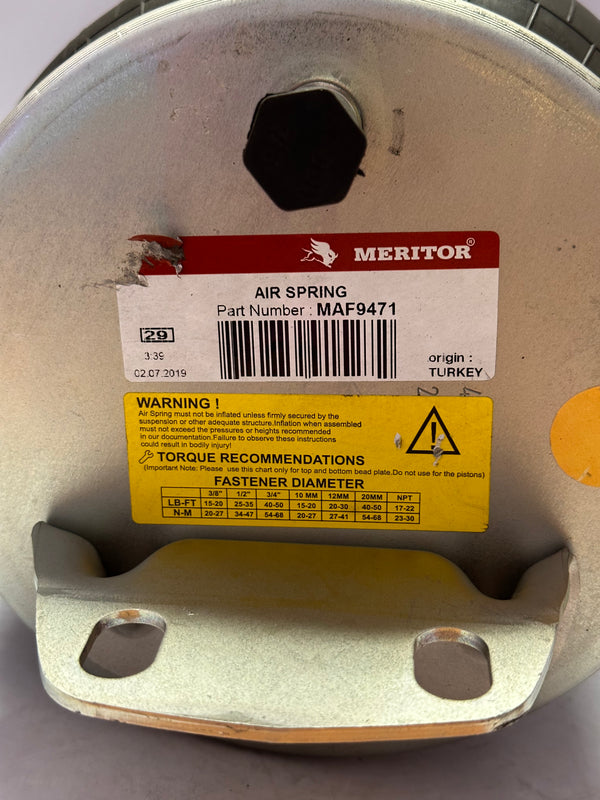 MERITOR®
AIR SPRING
Part Number : MAF9471
29
3:39
02.07.2019
origin :
TURKEY
WARNING !
Air Spring must not be inflated unless firmly secured by the
suspension or other adequate structure.Inflation when assembled
must not exceed the pressures or heights recommended
in our documentation.Failure to observe these instructions
could result in bodily injury!
TORQUE RECOMMENDATIONS
(Important Note: Please use this chart only for top and bottom bead plate.Do not use for the pistons)
FASTENER DIAMETER
3/8" 1/2" 3/4" 10 MM 12MM 20MM NPT
LB-FT 15-20 25-35 40-50 15-20 20-30 40-50 17-22
N-M 20-27 34-47 54-68 20-27 27-41 54-68 23-30